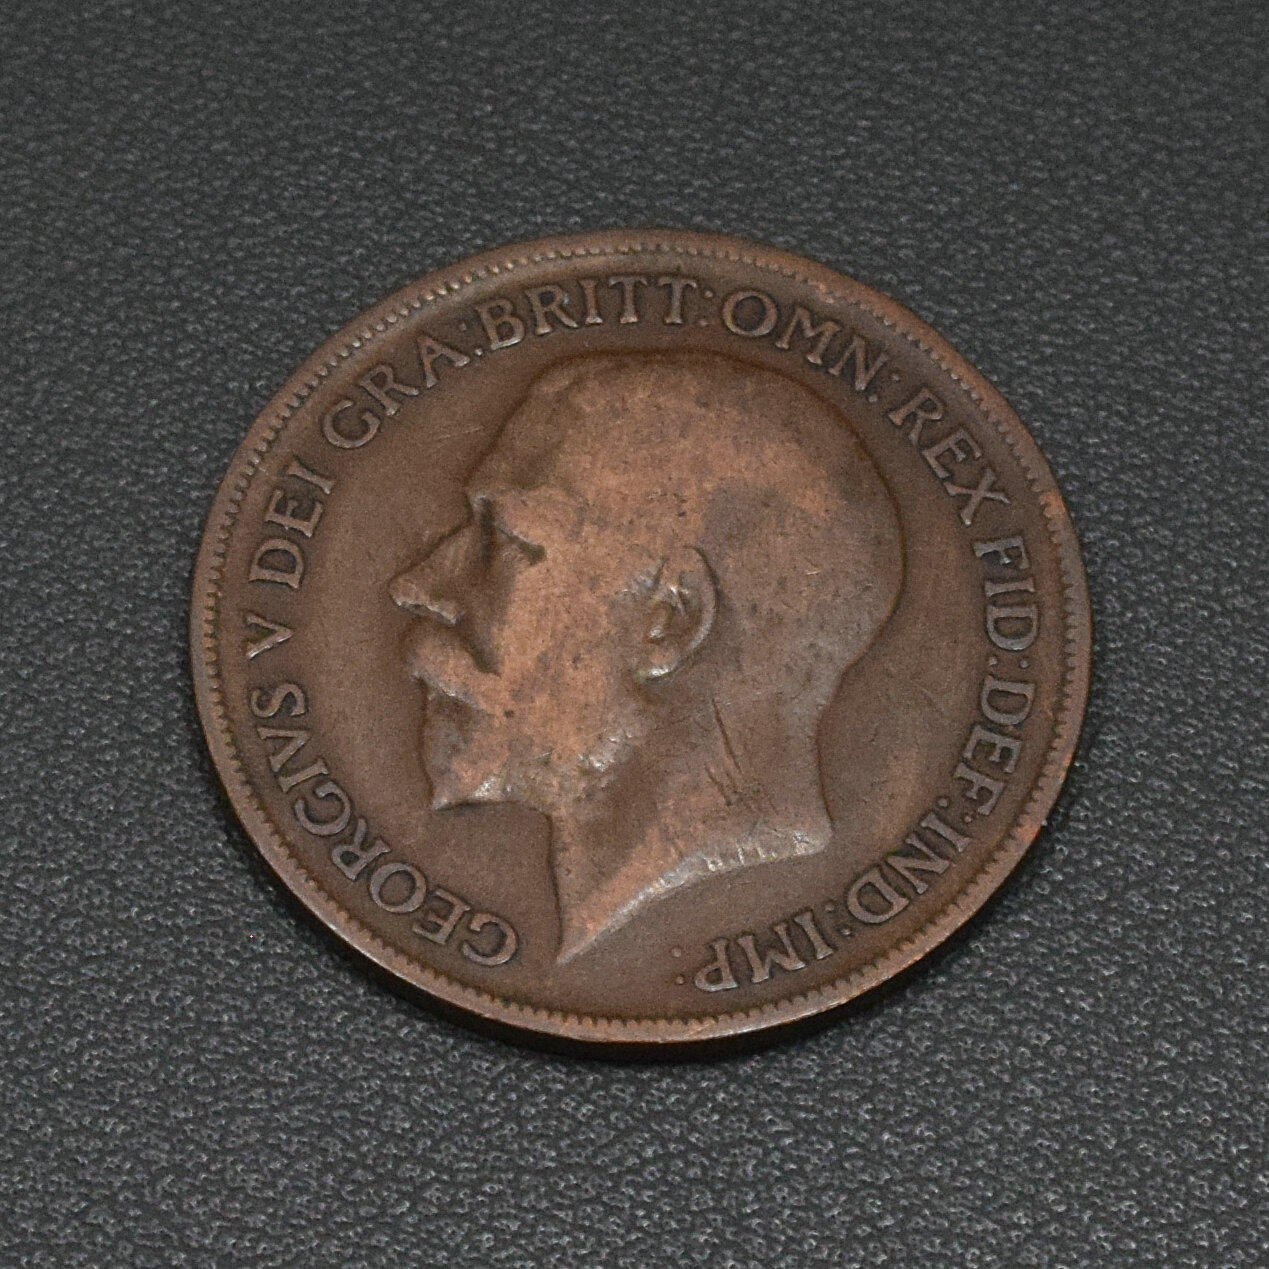 GEORGIVS V DEI GRA:BRITT:OMN:REX FID:DEF:IND:IMP: